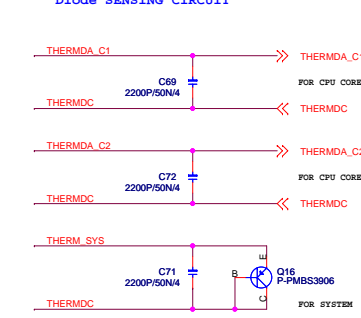 Diode SENSING CIRCUIT
THERMDA_C1
THERMDA_C1
C69
2200P/50N/4
FOR CPU CORE
THERMDC
THERMDC
THERMDA_C2
THERMDA_C2
C72
2200P/50N/4
FOR CPU CORE
THERMDC
THERMDC
THERM_SYS
E
C71
2200P/50N/4
B
Q16
P-PMBS3906
C
THERMDC
FOR SYSTEM